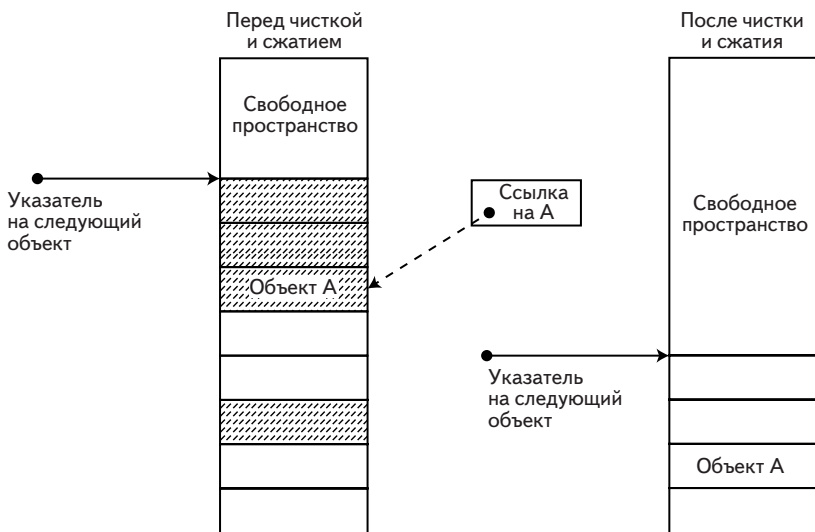 Перед чисткой
и сжатием
Свободное
пространство
Указатель
на следующий
объект
Объект А
Ссылка
на А
После чистки
и сжатия
Свободное
пространство
Указатель
на следующий
объект
Объект А